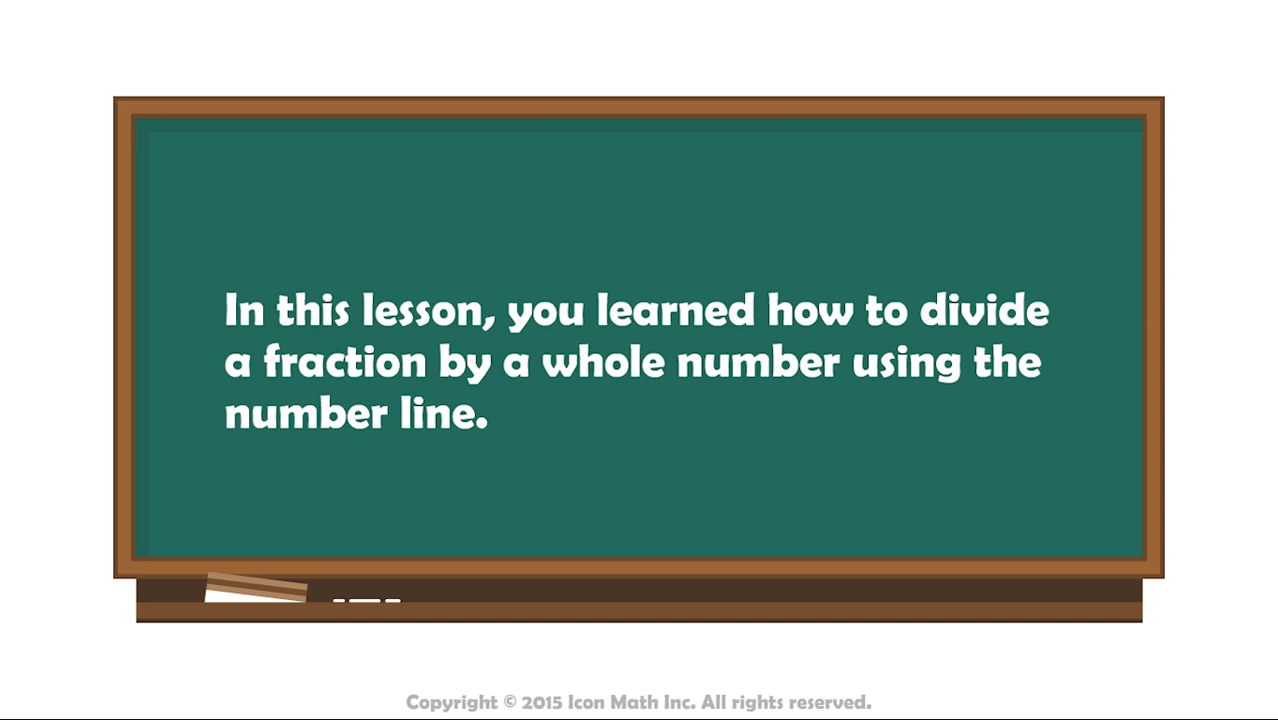 In this lesson, you learned how to divide
a fraction by a whole number using the
number line.
Copyright © 2015 Icon Math Inc. All rights reserved.